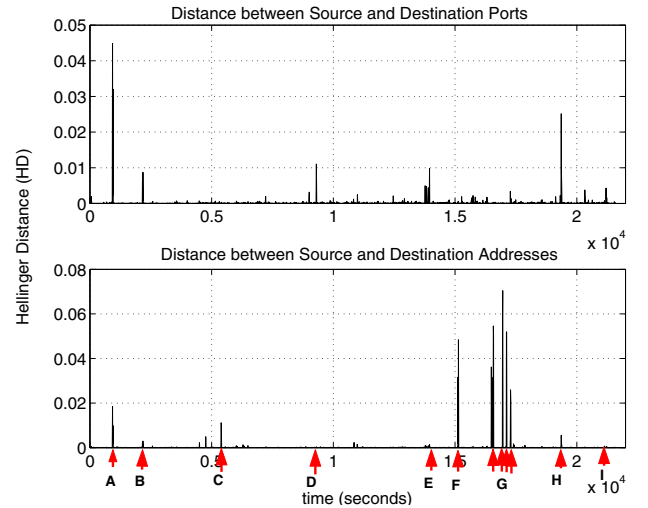 Distance between Source and Destination Ports
0.05
0.04
0.03
0.02
0.01
0
0 0.5 1 1.5 2
x 10^4
Distance between Source and Destination Addresses
0.08
0.06
0.04
0.02
0
0 0.5 1 1.5 2
x 10^4
A B C D E F G H I
time (seconds)
Hellinger Distance (HD)